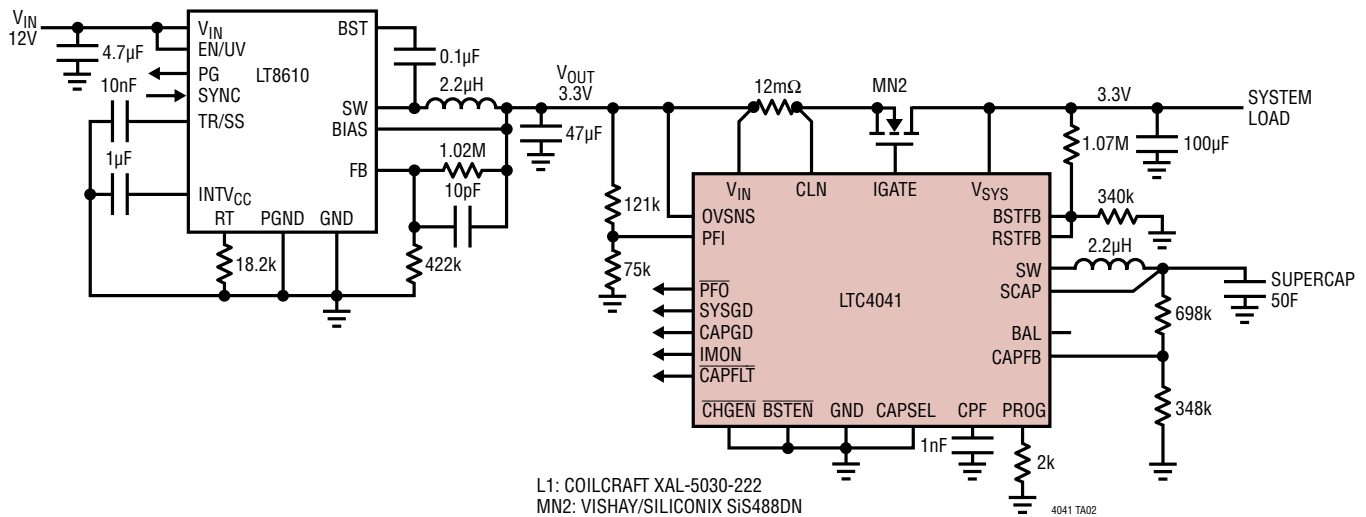 VIN
12V
4.7µF
VIN
EN/UV
PG
SYNC
TR/SS
INTVCC
RT
PGND
GND
LT8610
BST
SW
BIAS
FB
10nF
1µF
18.2k
0.1µF
2.2µH
1.02M
10pF
422k
VOUT
3.3V
47µF
121k
75k
12mΩ
MN2
3.3V
SYSTEM
LOAD
1.07M
100µF
VIN
CLN
IGATE
VSYS
OVSNS
PFI
PFO
SYSGD
CAPGD
IMON
CAPFLT
LTC4041
BSTFB
RSTFB
SW
SCAP
BAL
CAPFB
CHGEN
BSTEN
GND
CAPSEL
CPF
PROG
340k
2.2µH
SUPERCAP
50F
698k
348k
1nF
2k
L1: COILCRAFT XAL-5030-222
MN2: VISHAY/SILICONIX SiS488DN
4041 TA02